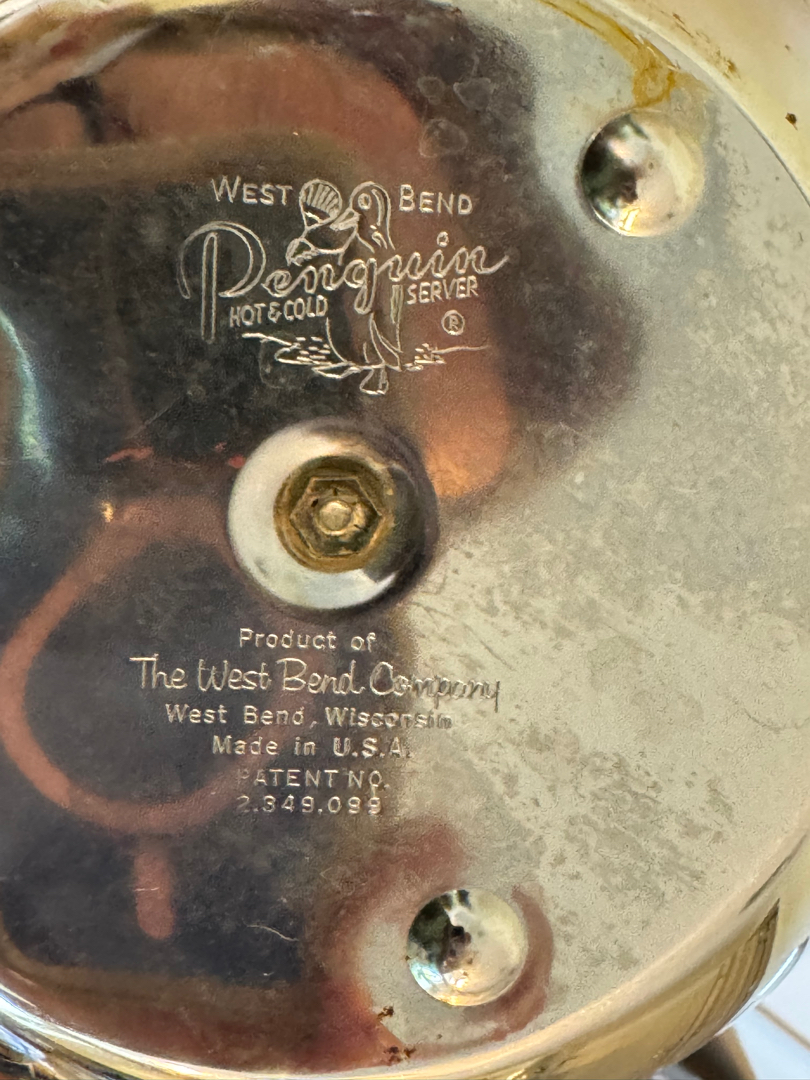 WEST BEND
Penguin
HOT & COLD SERVER
®
Product of
The West Bend Company
West Bend, Wisconsin
Made in U.S.A.
PATENT NO.
2.349.099